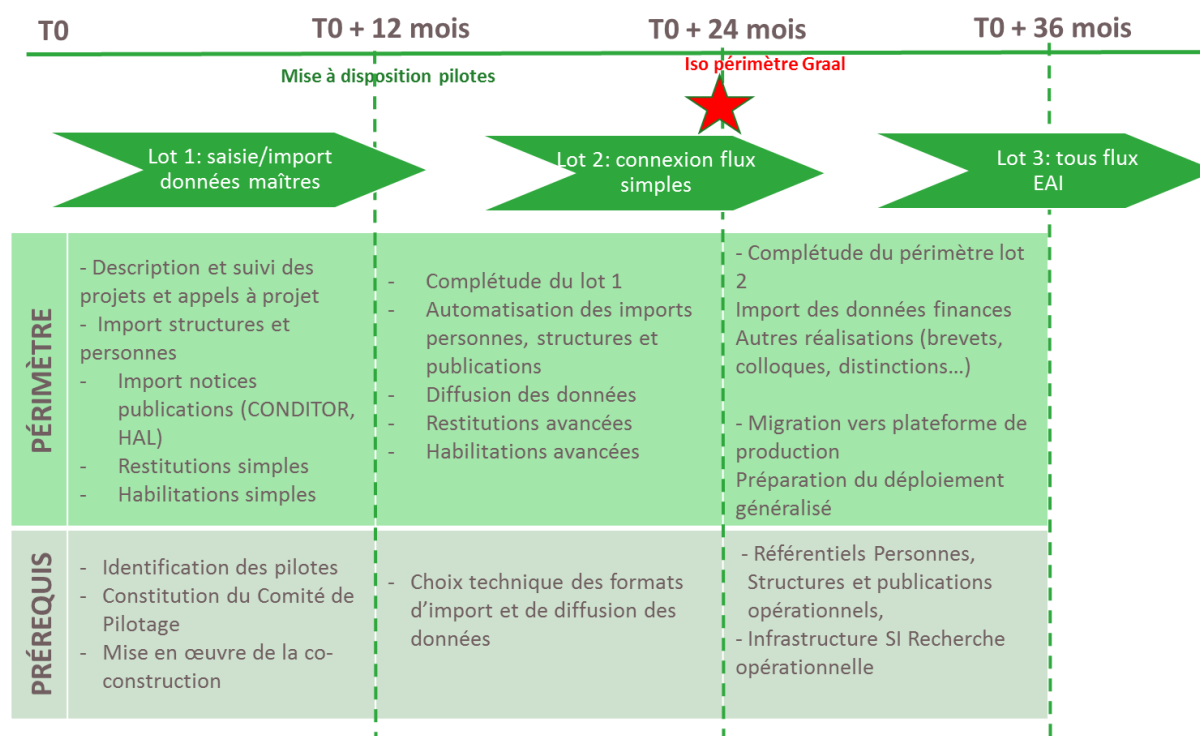 T0
T0 + 12 mois
T0 + 24 mois
T0 + 36 mois
Mise à disposition pilotes
Iso périmètre Graal
Lot 1: saisie/import
données maîtres
Lot 2: connexion flux
simples
Lot 3: tous flux
EAI
PÉRIMÈTRE
- Description et suivi des
projets et appels à projet
- Import structures et
personnes
- Import notices
publications (CONDITOR,
HAL)
- Restitutions simples
- Habilitations simples
- Complétude du lot 1
- Automatisation des imports
personnes, structures et
publications
- Diffusion des données
- Restitutions avancées
- Habilitations avancées
- Complétude du périmètre lot
2
Import des données finances
Autres réalisations (brevets,
colloques, distinctions…)
- Migration vers plateforme de
production
Préparation du déploiement
généralisé
PRÉREQUIS
- Identification des pilotes
- Constitution du Comité de
Pilotage
- Mise en œuvre de la co-
construction
- Choix technique des formats
d’import et de diffusion des
données
- Référentiels Personnes,
Structures et publications
opérationnels,
- Infrastructure SI Recherche
opérationnelle